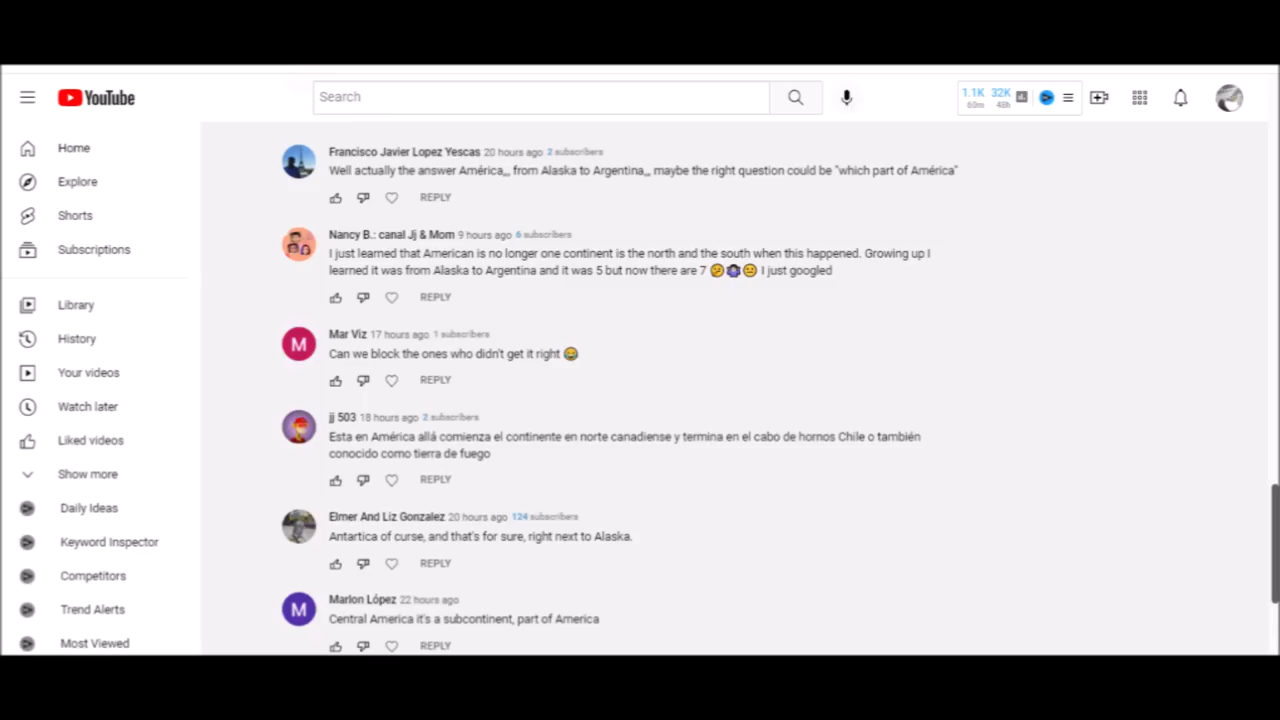 YouTube
Search
1.1K 32K
60m 48h
Home
Explore
Shorts
Subscriptions
Library
History
Your videos
Watch later
Liked videos
Show more
Daily Ideas
Keyword Inspector
Competitors
Trend Alerts
Most Viewed
Francisco Javier Lopez Yescas 20 hours ago 2 subscribers
Well actually the answer América,,, from Alaska to Argentina,,, maybe the right question could be "which part of América"
REPLY
Nancy B.: canal Jj & Mom 9 hours ago 6 subscribers
I just learned that American is no longer one continent is the north and the south when this happened. Growing up I
learned it was from Alaska to Argentina and it was 5 but now there are 7 😕🤷‍♀️😐 I just googled
REPLY
M
Mar Viz 17 hours ago 1 subscribers
Can we block the ones who didn't get it right 😂
REPLY
jj 503 18 hours ago 2 subscribers
Esta en América allá comienza el continente en norte canadiense y termina en el cabo de hornos Chile o también
conocido como tierra de fuego
REPLY
Elmer And Liz Gonzalez 20 hours ago 124 subscribers
Antartica of curse, and that's for sure, right next to Alaska.
REPLY
M
Marlon López 22 hours ago
Central America it's a subcontinent, part of America
REPLY